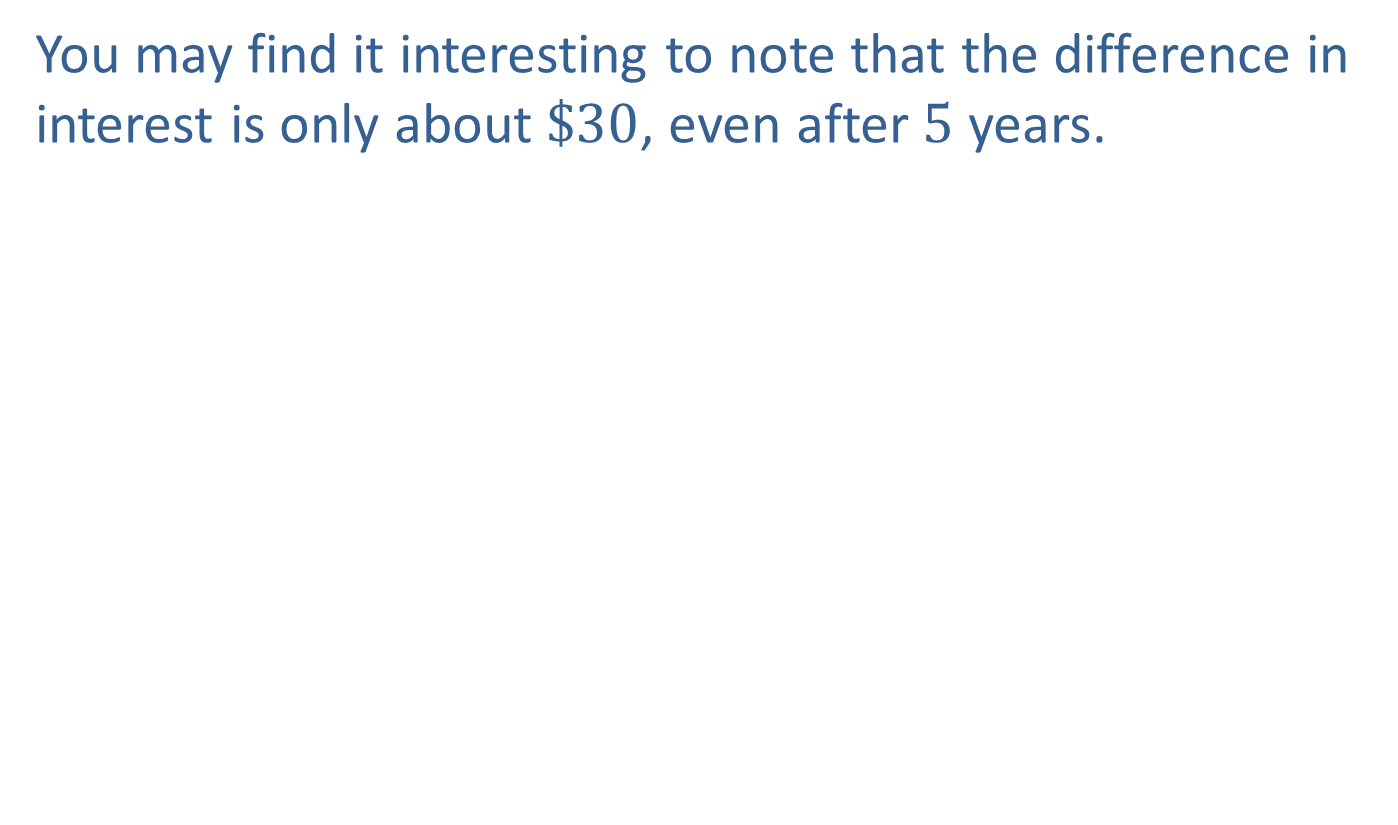 You may find it interesting to note that the difference in
interest is only about $30, even after 5 years.